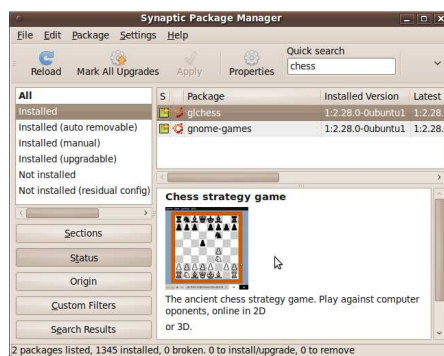 Synaptic Package Manager
File Edit Package Settings Help
Reload Mark All Upgrades Apply Properties
Quick search
chess
All
Installed
Installed (auto removable)
Installed (manual)
Installed (upgradable)
Not installed
Not installed (residual config)
Sections
Status
Origin
Custom Filters
Search Results
S Package Installed Version Latest
glchess 1:2.28.0-0ubuntu1 1:2.28.
gnome-games 1:2.28.0-0ubuntu1 1:2.28.
Chess strategy game
The ancient chess strategy game. Play against computer
oponents, online in 2D
or 3D.
2 packages listed, 1345 installed, 0 broken. 0 to install/upgrade, 0 to remove